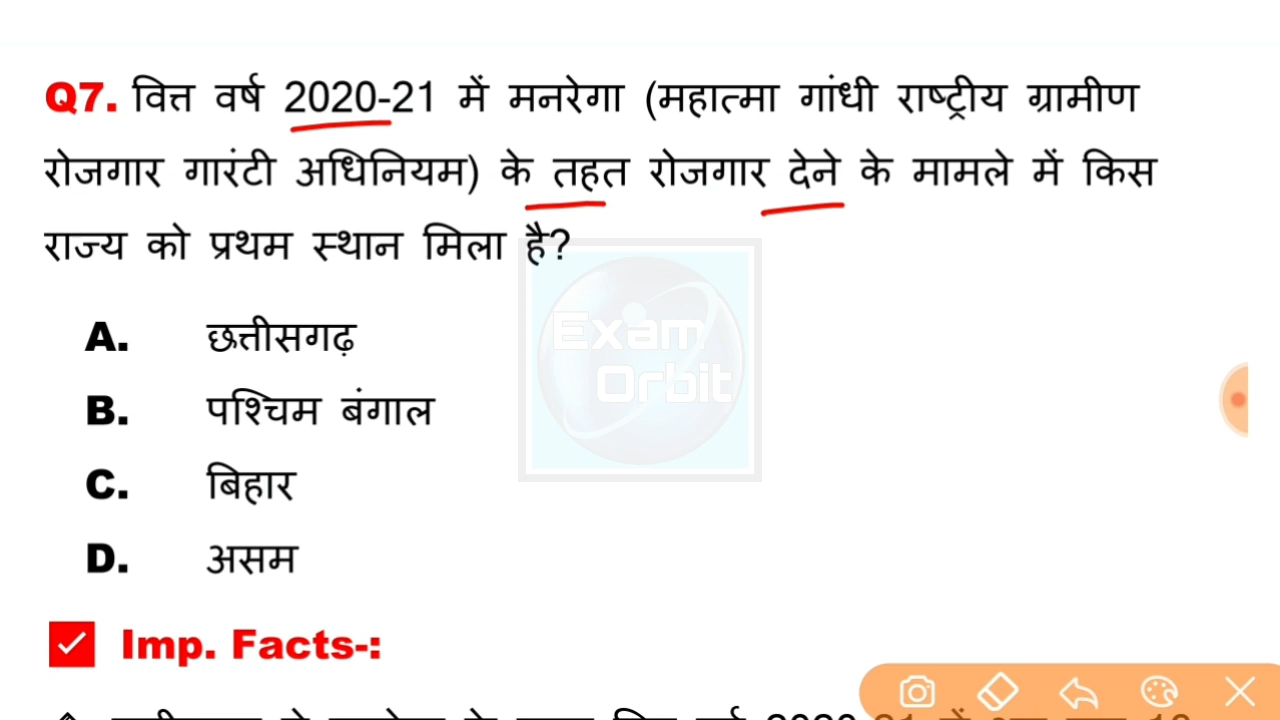 Q7. वित्त वर्ष 2020-21 में मनरेगा (महात्मा गांधी राष्ट्रीय ग्रामीण
रोजगार गारंटी अधिनियम) के तहत रोजगार देने के मामले में किस
राज्य को प्रथम स्थान मिला है?
Exam
Orbit
A. छत्तीसगढ़
B. पश्चिम बंगाल
C. बिहार
D. असम
Imp. Facts-: